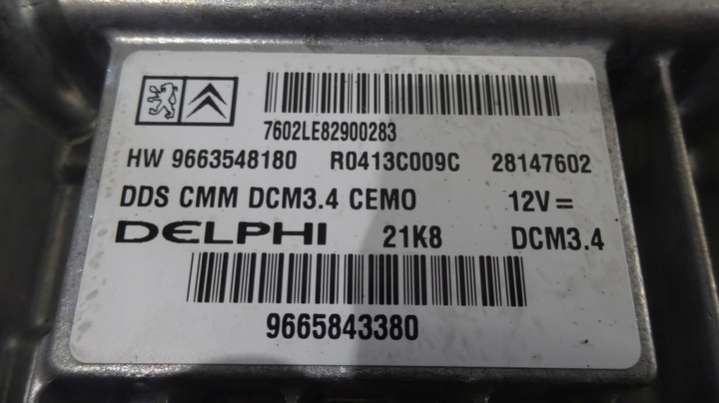 7602LE82900283
HW 9663548180 R0413C009C 28147602
DDS CMM DCM3.4 CEMO 12V=
DELPHI 21K8 DCM3.4
9665843380